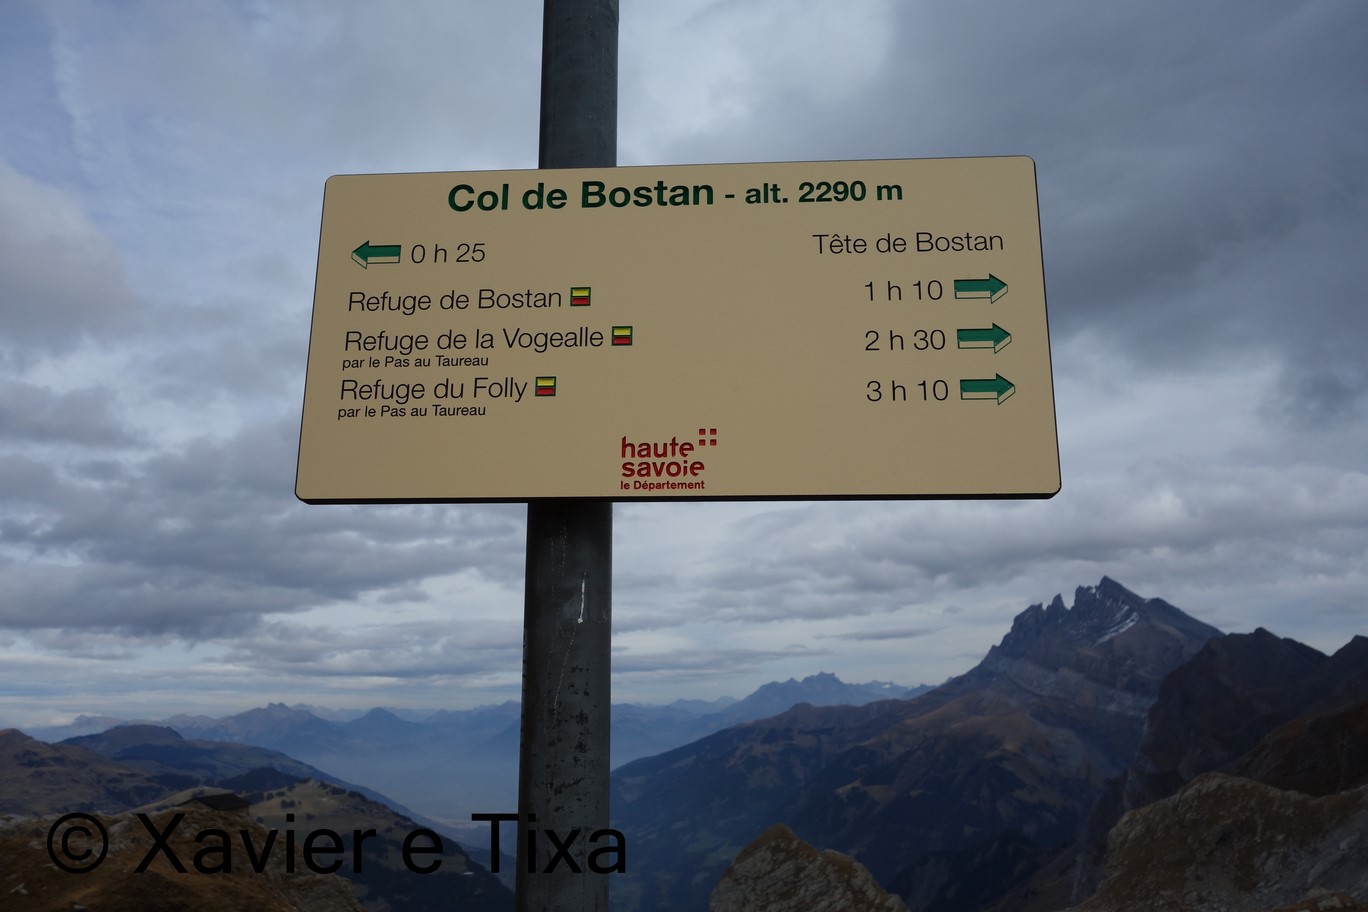 Col de Bostan - alt. 2290 m
0 h 25 Tête de Bostan
Refuge de Bostan 1 h 10
Refuge de la Vogealle 2 h 30
par le Pas au Taureau
Refuge du Folly 3 h 10
par le Pas au Taureau
haute
savoie
le Département
© Xavier e Tixa